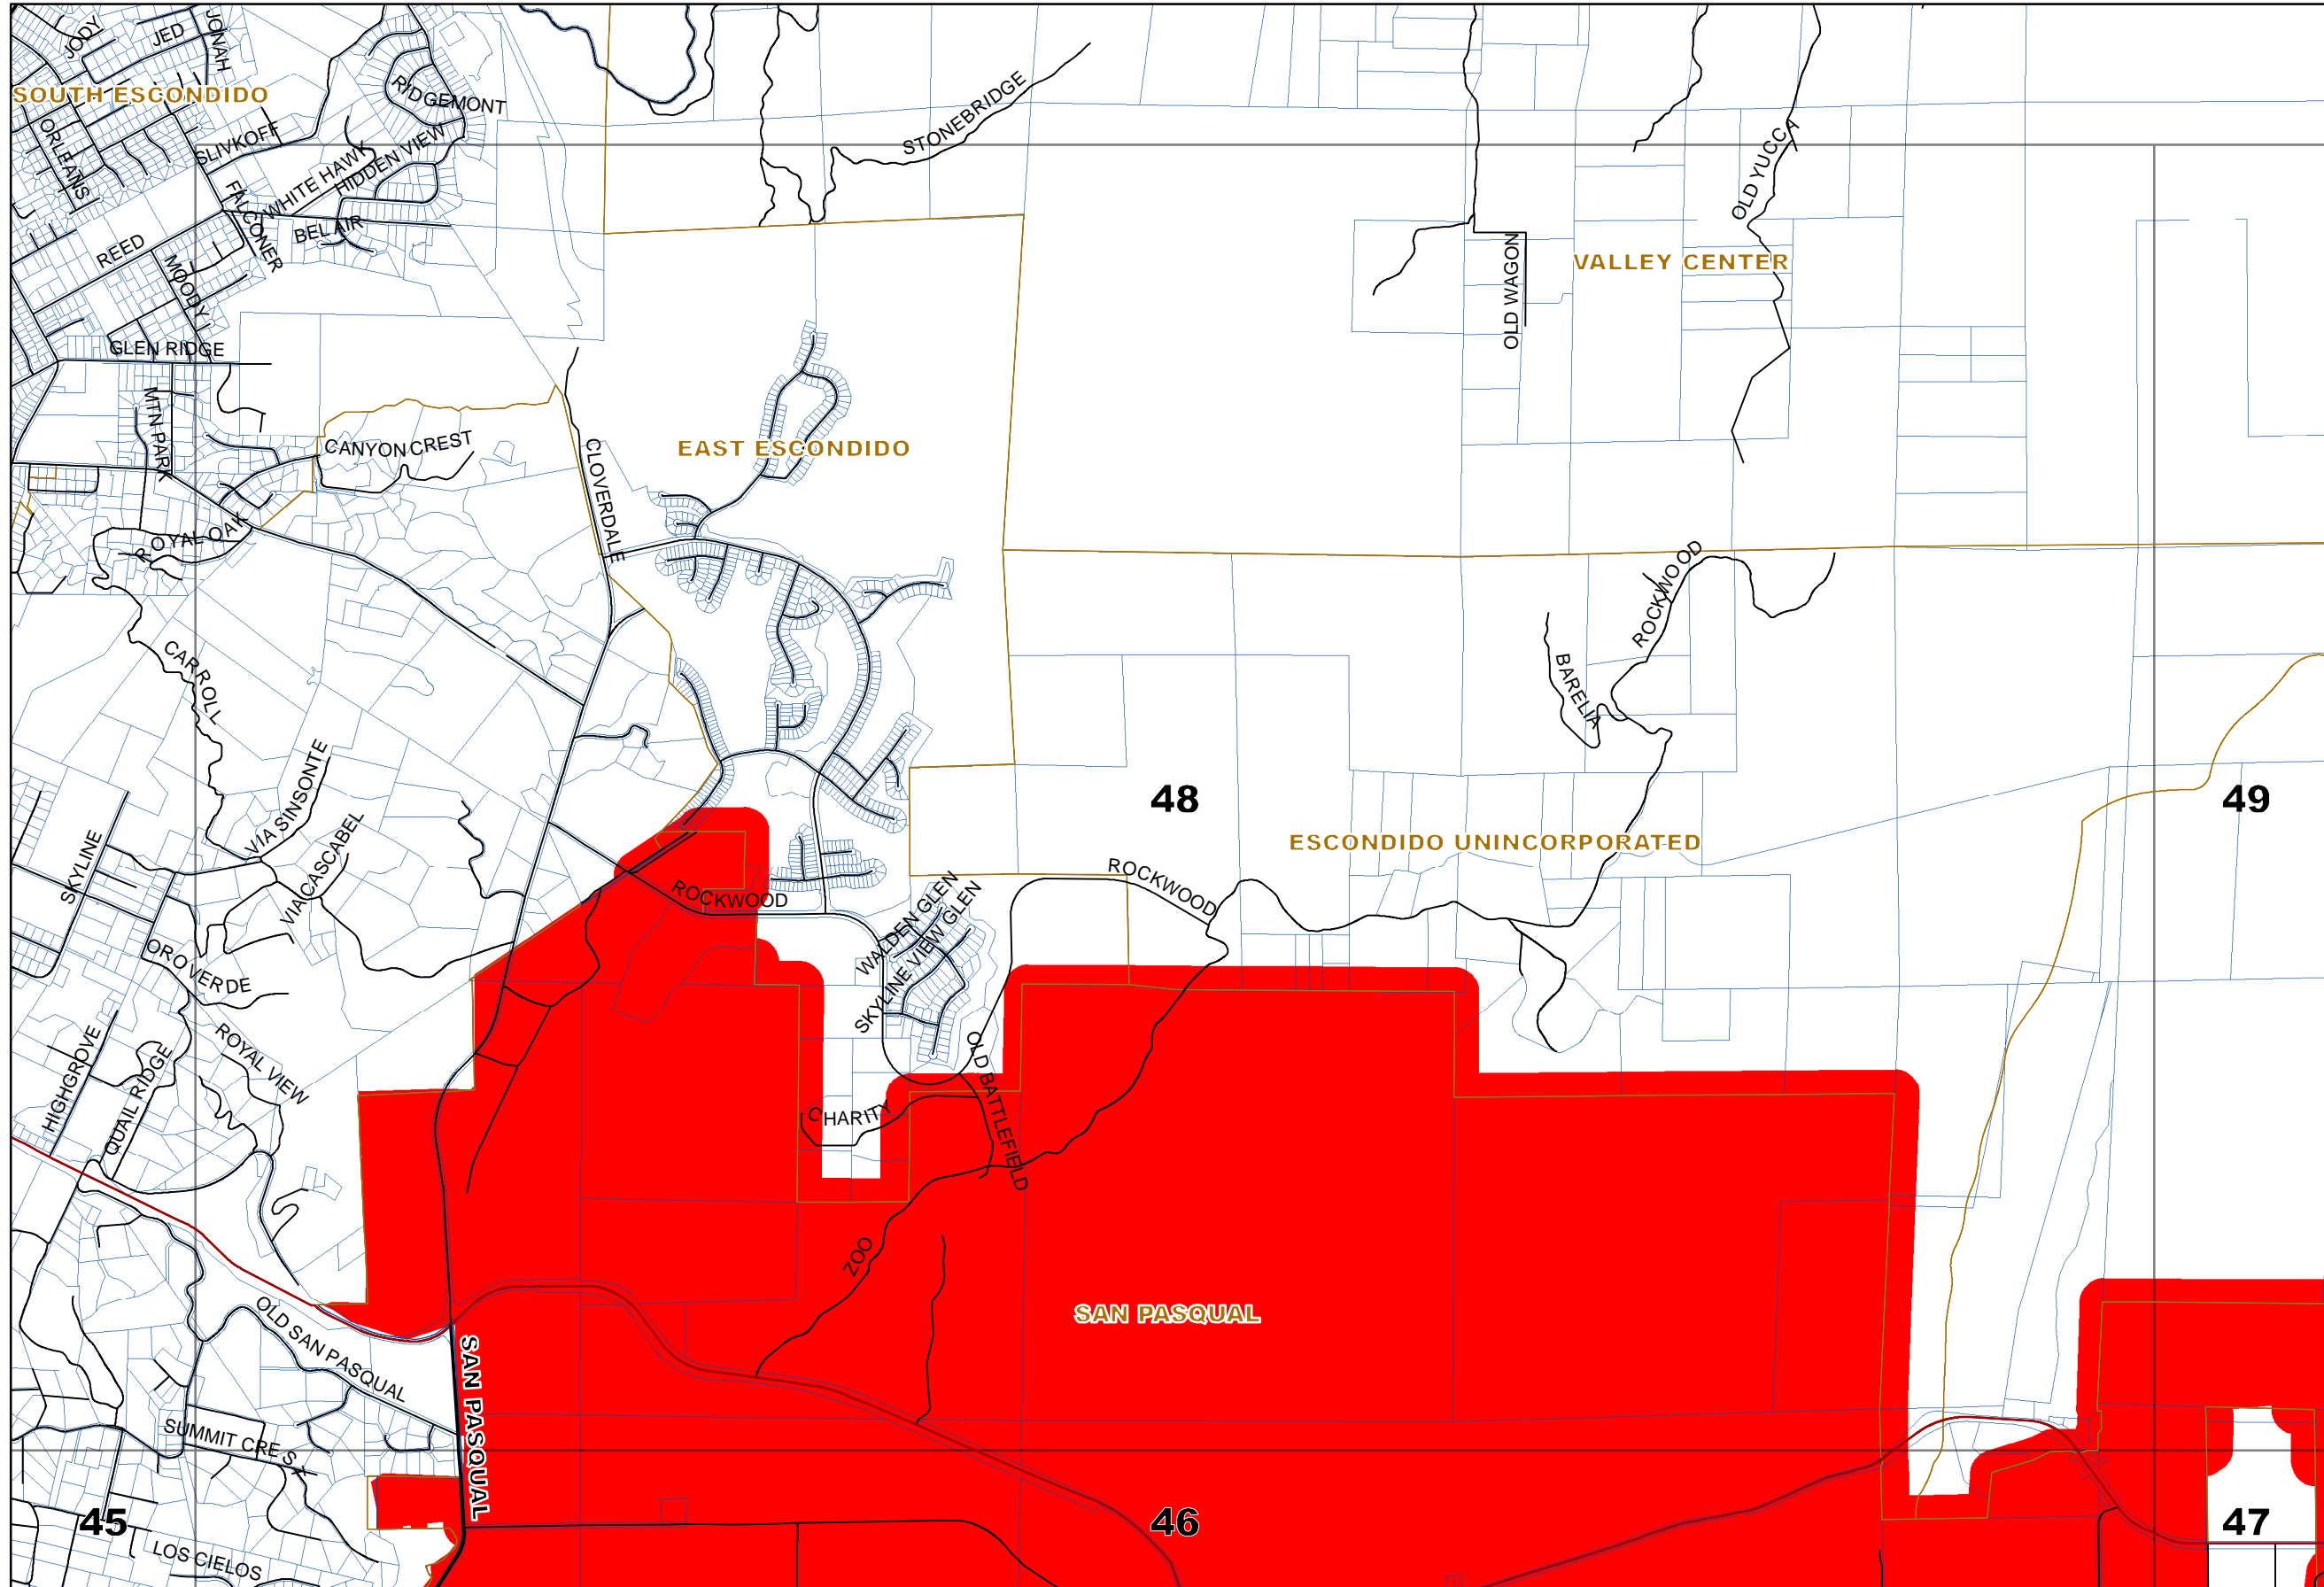 JODY
JED
JONAH
SOUTH ESCONDIDO
RIDGEMONT
STONEBRIDGE
ORLEANS
SLIVKOFF
WHITE HAWK
HIDDEN VIEW
OLD YUCCA
FALCONER
BEL AIR
REED
MOODY
OLD WAGON
VALLEY CENTER
GLEN RIDGE
MTN PARK
CANYON CREST
CLOVERDALE
EAST ESCONDIDO
ROYAL OAK
ROCKWOOD
BARELIA
CARROLL
VIA SINSONTE
48
49
SKYLINE
VIA CASCABEL
ESCONDIDO UNINCORPORATED
ROCKWOOD
ROCKWOOD
WALDEN GLEN
SKYLINE VIEW GLEN
ORO VERDE
HIGHGROVE
QUAIL RIDGE
ROYAL VIEW
OLD BATTLEFIELD
CHARITY
ZOO
SAN PASQUAL
OLD SAN PASQUAL
SAN PASQUAL
SUMMIT CREST
45
46
47
LOS CIELOS